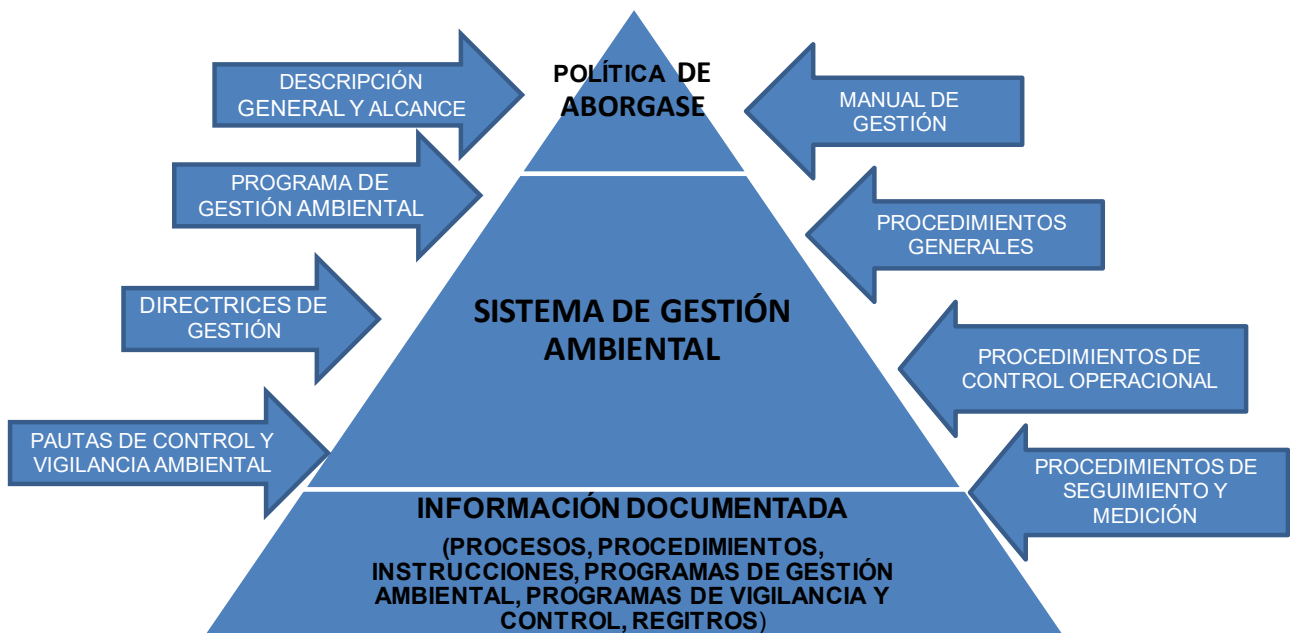 POLÍTICA DE
ABORGASE
DESCRIPCIÓN
GENERAL Y ALCANCE
MANUAL DE
GESTIÓN
PROGRAMA DE
GESTIÓN AMBIENTAL
PROCEDIMIENTOS
GENERALES
DIRECTRICES DE
GESTIÓN
SISTEMA DE GESTIÓN
AMBIENTAL
PROCEDIMIENTOS DE
CONTROL OPERACIONAL
PAUTAS DE CONTROL Y
VIGILANCIA AMBIENTAL
PROCEDIMIENTOS DE
SEGUIMIENTO Y
MEDICIÓN
INFORMACIÓN DOCUMENTADA
(PROCESOS, PROCEDIMIENTOS,
INSTRUCCIONES, PROGRAMAS DE GESTIÓN
AMBIENTAL, PROGRAMAS DE VIGILANCIA Y
CONTROL, REGITROS)